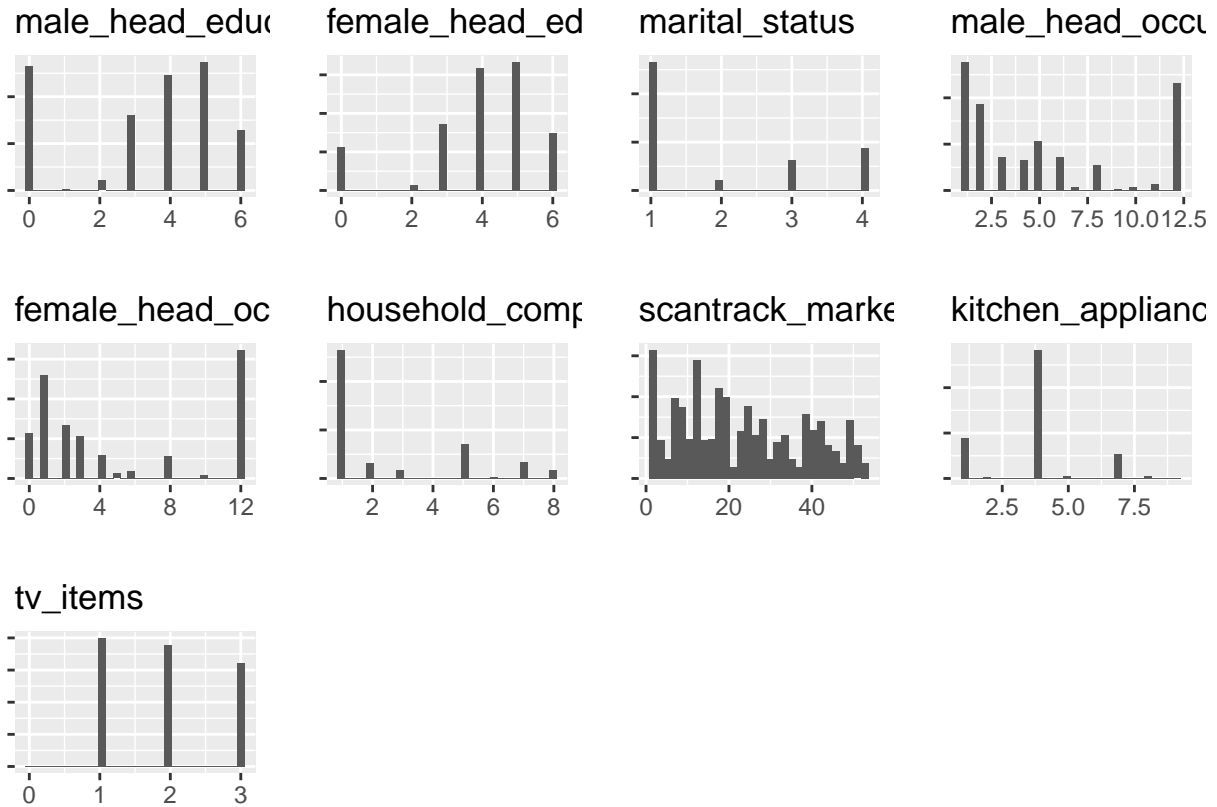 male_head_educ female_head_ed marital_status male_head_occu
0 2 4 6 0 2 4 6 1 2 3 4 2.5 5.0 7.5 10.0 12.5
female_head_oc household_comp scantrack_marke kitchen_applianc
0 4 8 12 2 4 6 8 0 20 40 2.5 5.0 7.5
tv_items
0 1 2 3